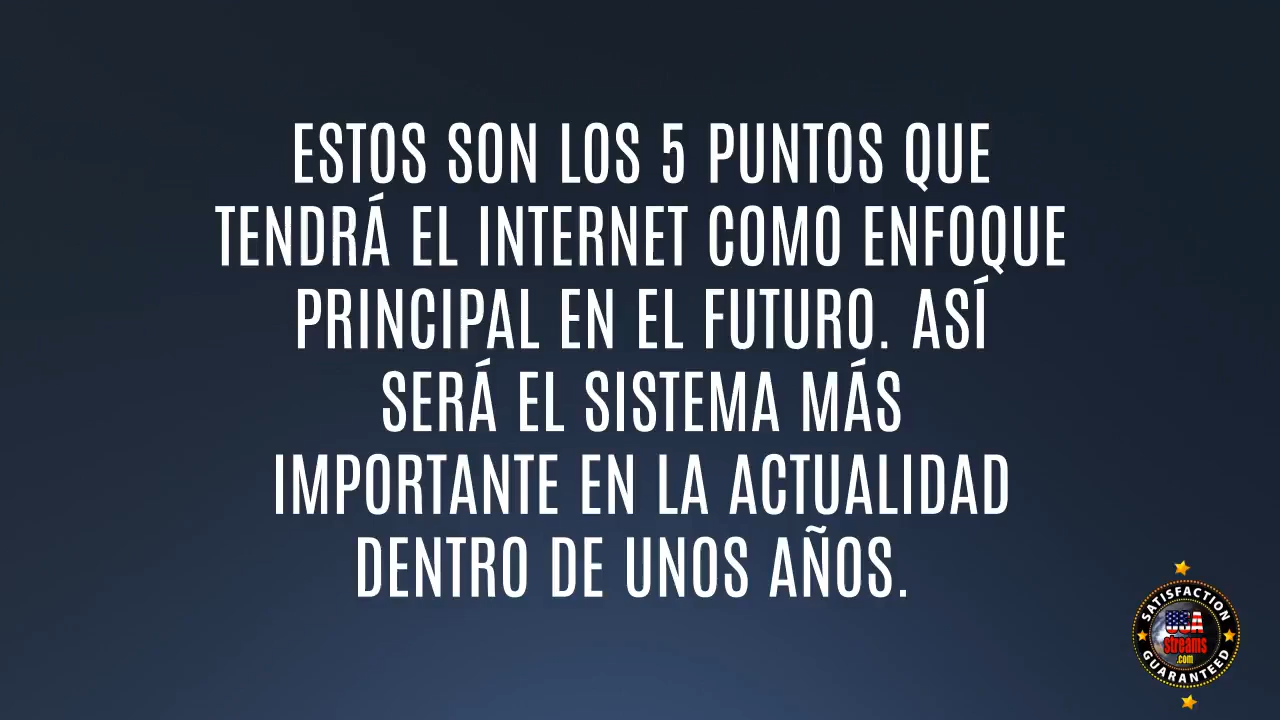 ESTOS SON LOS 5 PUNTOS QUE
TENDRÁ EL INTERNET COMO ENFOQUE
PRINCIPAL EN EL FUTURO. ASÍ
SERÁ EL SISTEMA MÁS
IMPORTANTE EN LA ACTUALIDAD
DENTRO DE UNOS AÑOS.
SATISFACTION
USA
streams
.com
GUARANTEED